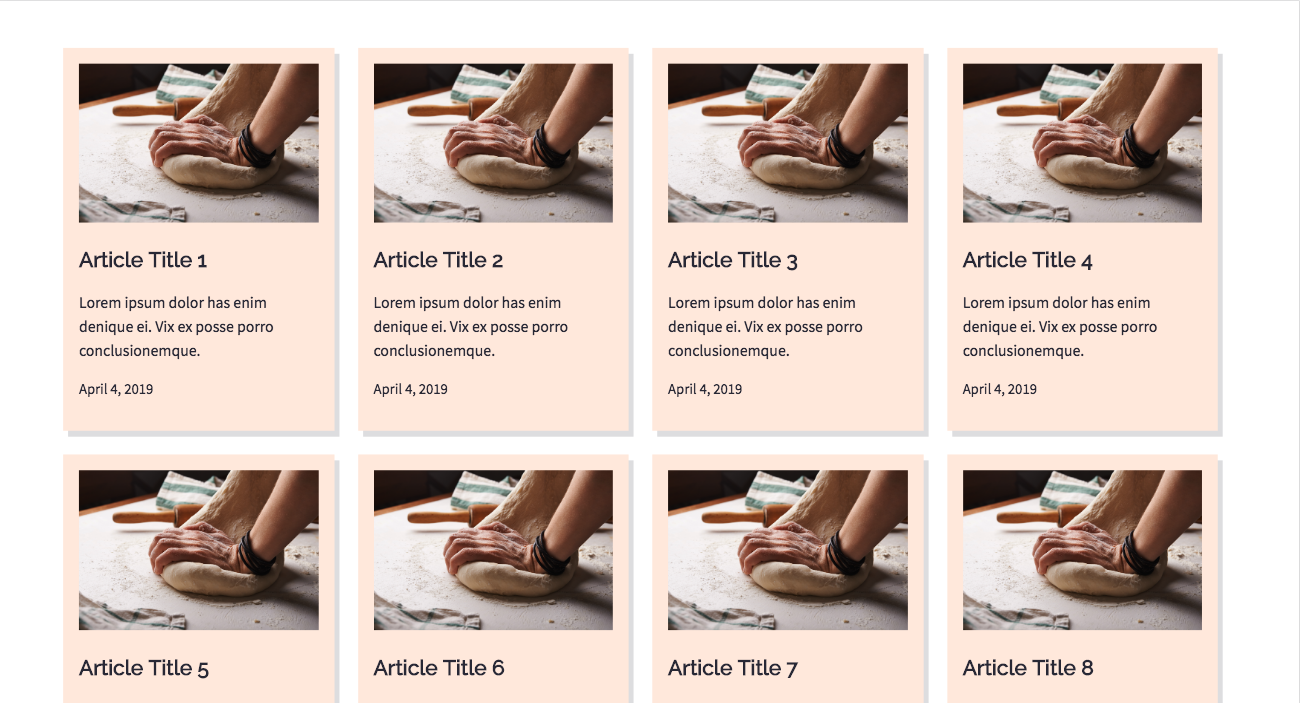 Article Title 1
Lorem ipsum dolor has enim
denique ei. Vix ex posse porro
conclusionemque.
April 4, 2019
Article Title 2
Lorem ipsum dolor has enim
denique ei. Vix ex posse porro
conclusionemque.
April 4, 2019
Article Title 3
Lorem ipsum dolor has enim
denique ei. Vix ex posse porro
conclusionemque.
April 4, 2019
Article Title 4
Lorem ipsum dolor has enim
denique ei. Vix ex posse porro
conclusionemque.
April 4, 2019
Article Title 5
Article Title 6
Article Title 7
Article Title 8